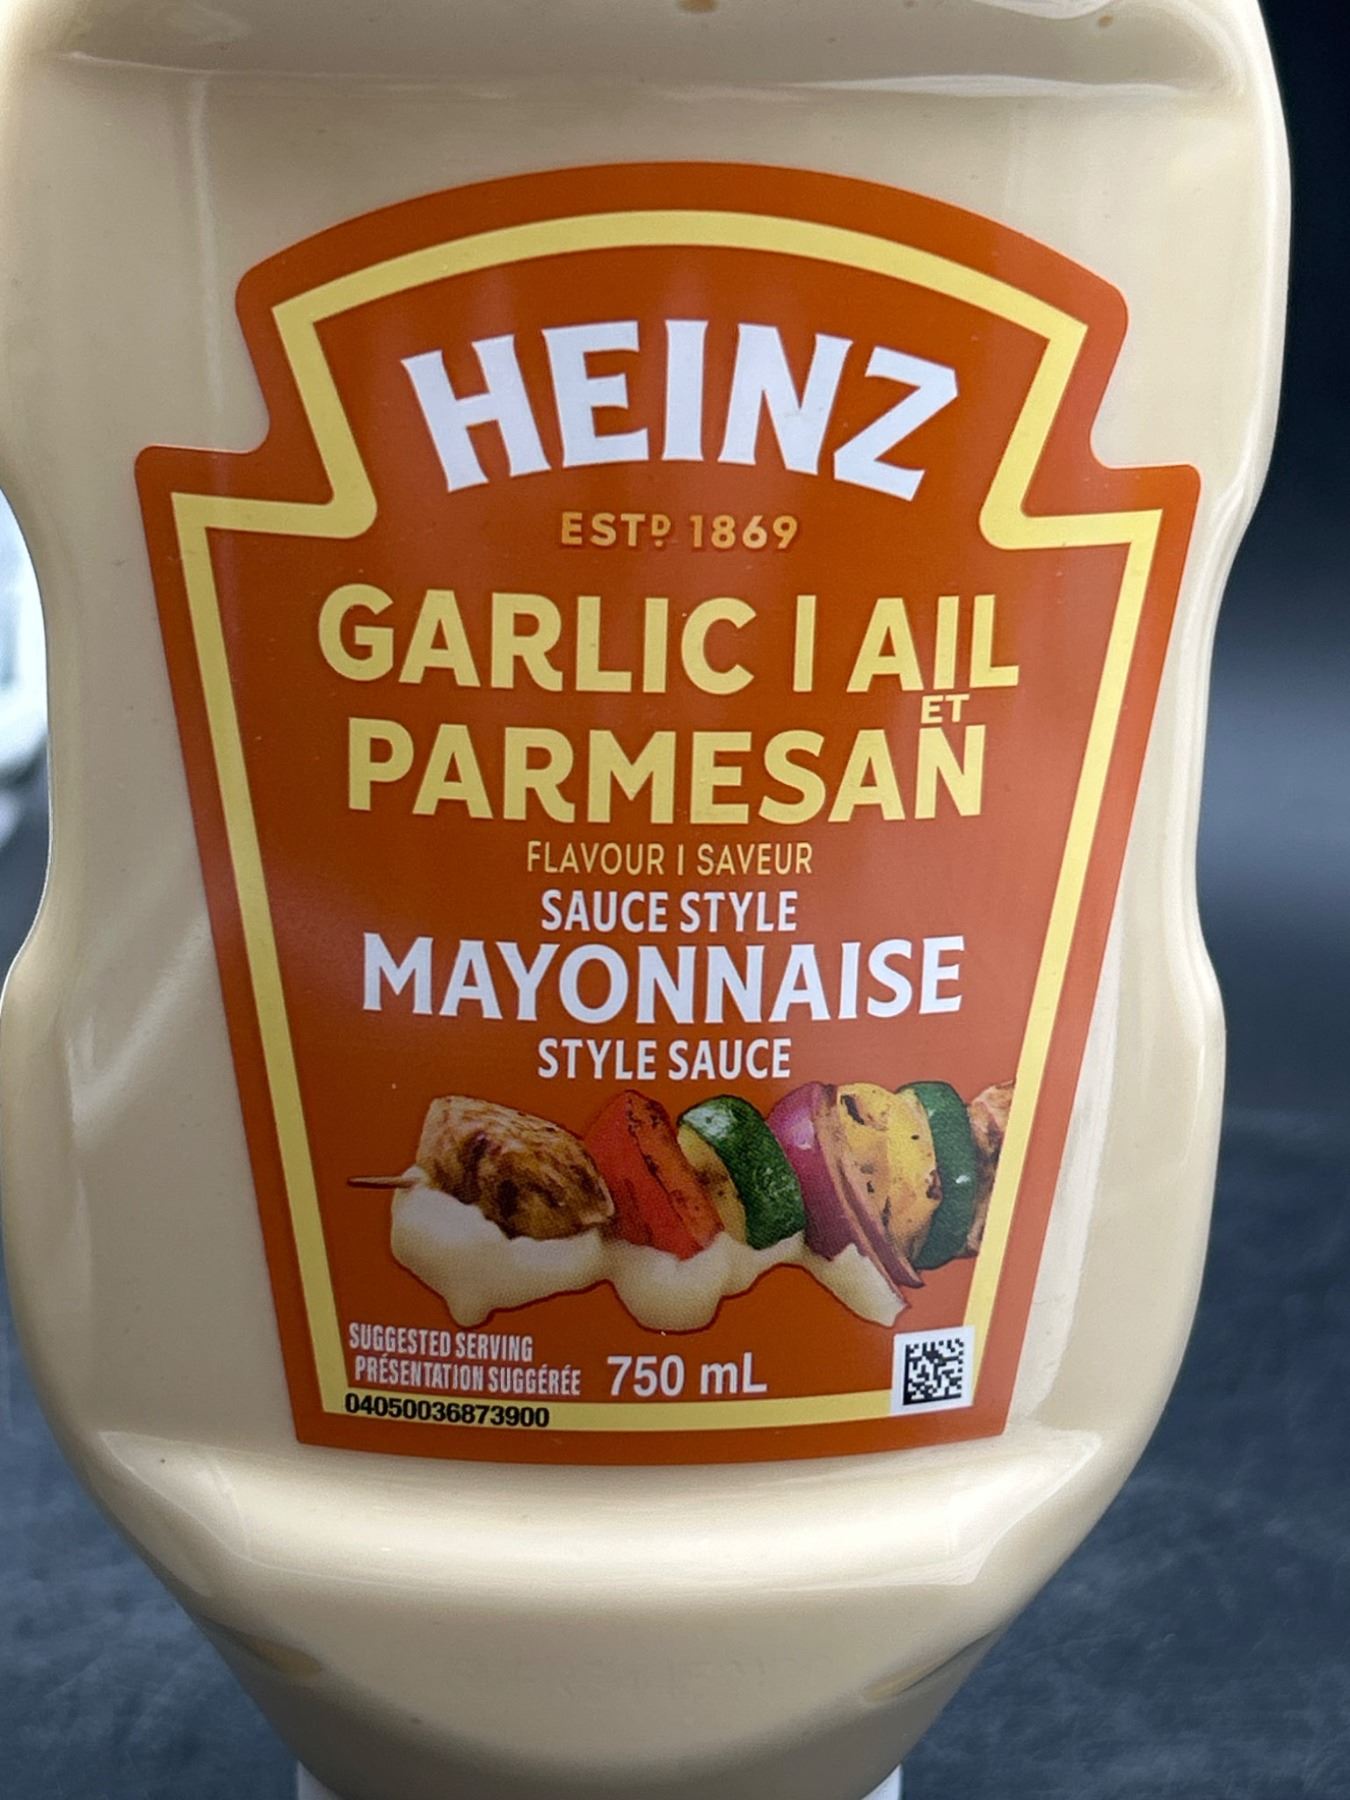 HEINZ
ESTD 1869
GARLIC | AIL
ET
PARMESAN
FLAVOUR | SAVEUR
SAUCE STYLE
MAYONNAISE
STYLE SAUCE
SUGGESTED SERVING
PRÉSENTATION SUGGÉRÉE 750 mL
04050036873900